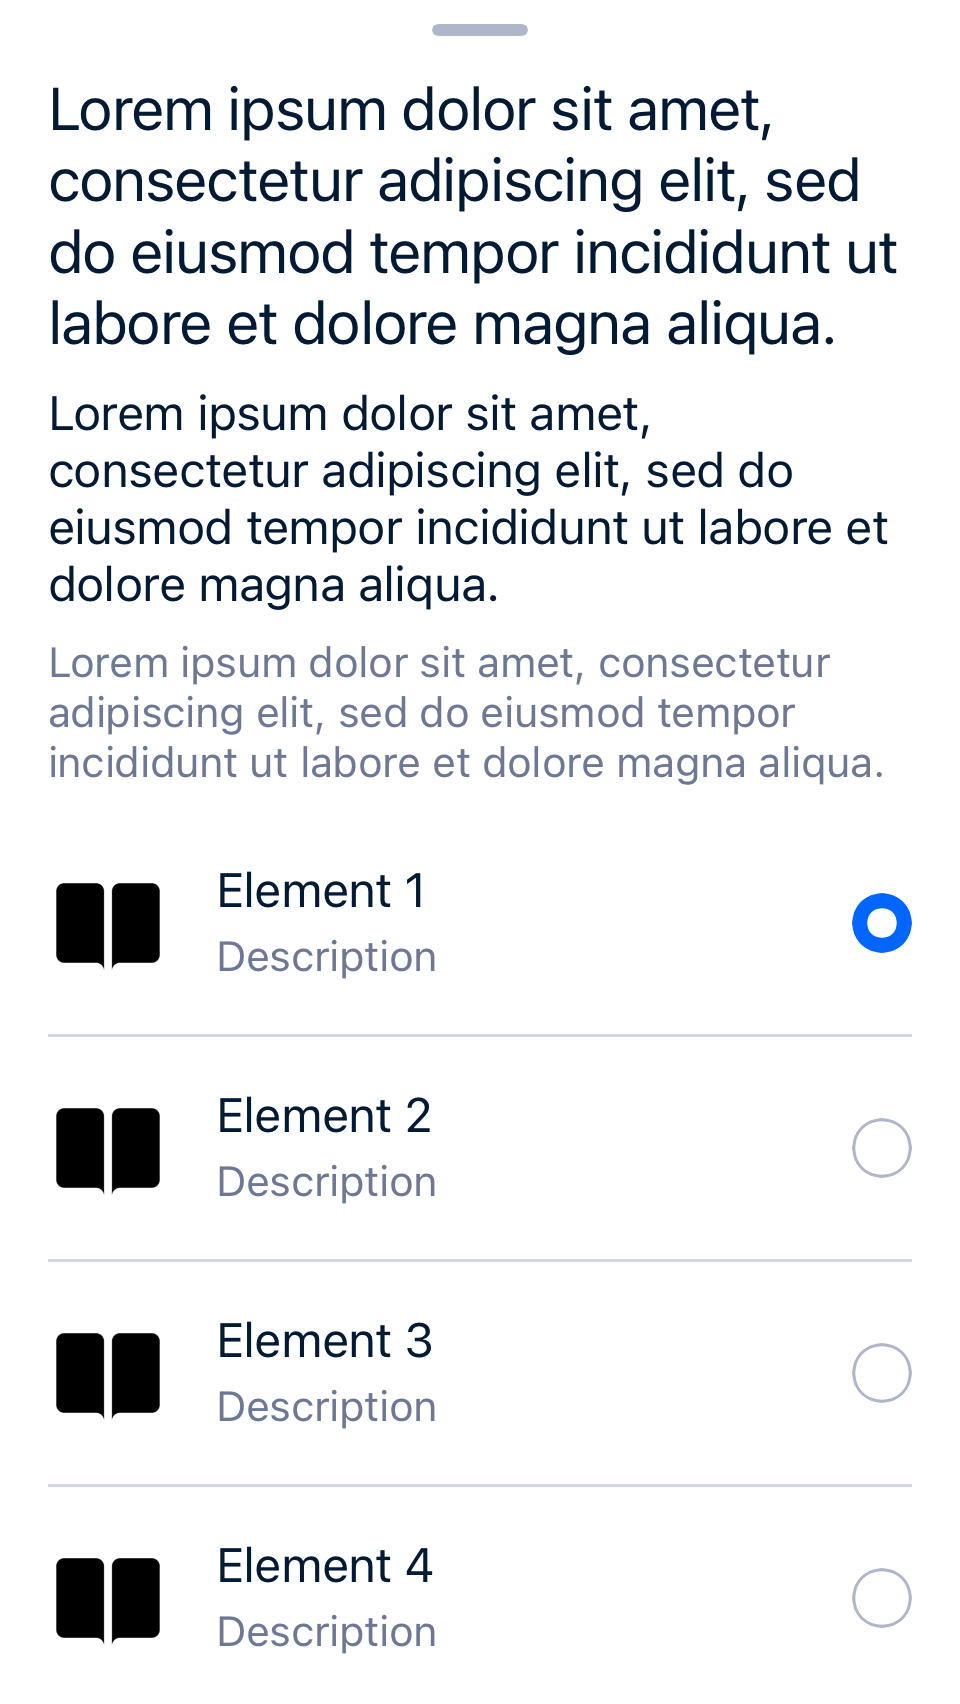 Lorem ipsum dolor sit amet,
consectetur adipiscing elit, sed
do eiusmod tempor incididunt ut
labore et dolore magna aliqua.
Lorem ipsum dolor sit amet,
consectetur adipiscing elit, sed do
eiusmod tempor incididunt ut labore et
dolore magna aliqua.
Lorem ipsum dolor sit amet, consectetur
adipiscing elit, sed do eiusmod tempor
incididunt ut labore et dolore magna aliqua.
Element 1
Description
Element 2
Description
Element 3
Description
Element 4
Description